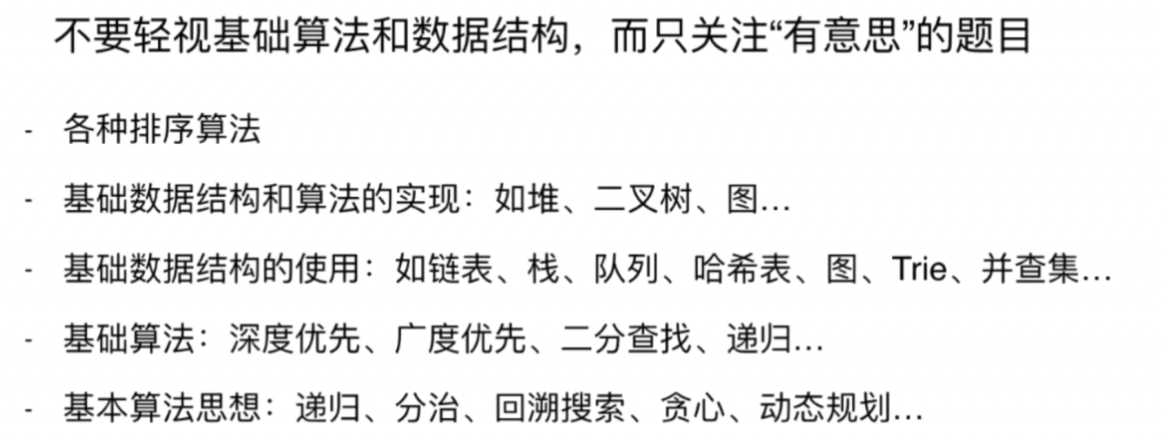 不要轻视基础算法和数据结构，而只关注“有意思”的题目
- 各种排序算法
- 基础数据结构和算法的实现：如堆、二叉树、图…
- 基础数据结构的使用：如链表、栈、队列、哈希表、图、Trie、并查集…
- 基础算法：深度优先、广度优先、二分查找、递归…
- 基本算法思想：递归、分治、回溯搜索、贪心、动态规划…